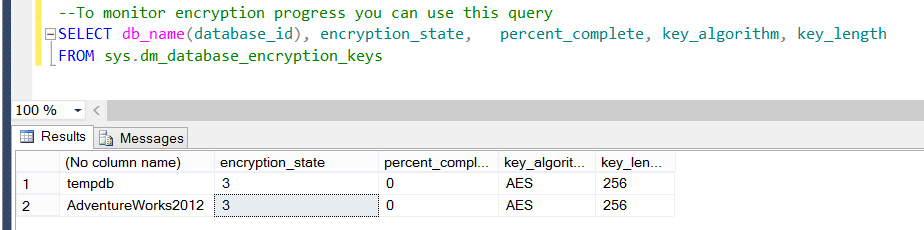 --To monitor encryption progress you can use this query
SELECT db_name(database_id), encryption_state,   percent_complete, key_algorithm, key_length
FROM sys.dm_database_encryption_keys
100 %
Results Messages
(No column name) encryption_state percent_compl... key_algorit... key_len...
1 tempdb 3 0 AES 256
2 AdventureWorks2012 3 0 AES 256